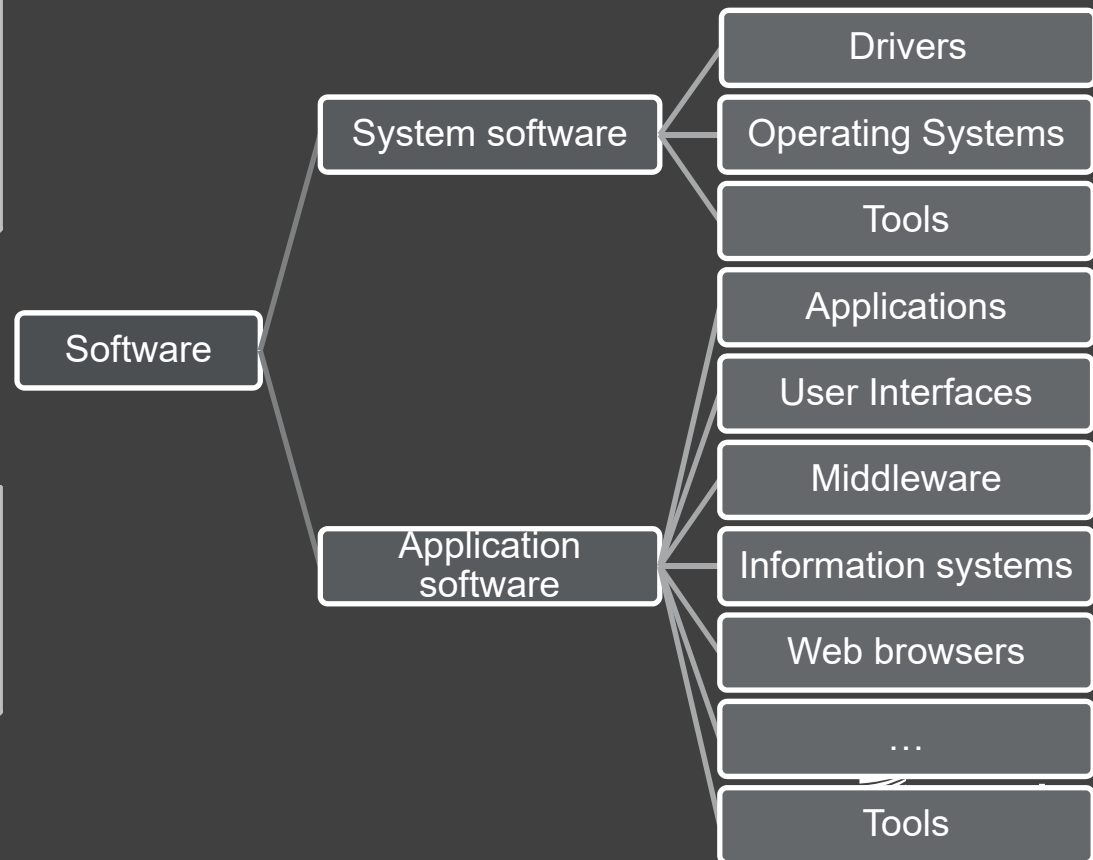 Drivers
System software
Operating Systems
Tools
Applications
Software
User Interfaces
Middleware
Application
software
Information systems
Web browsers
…
Tools